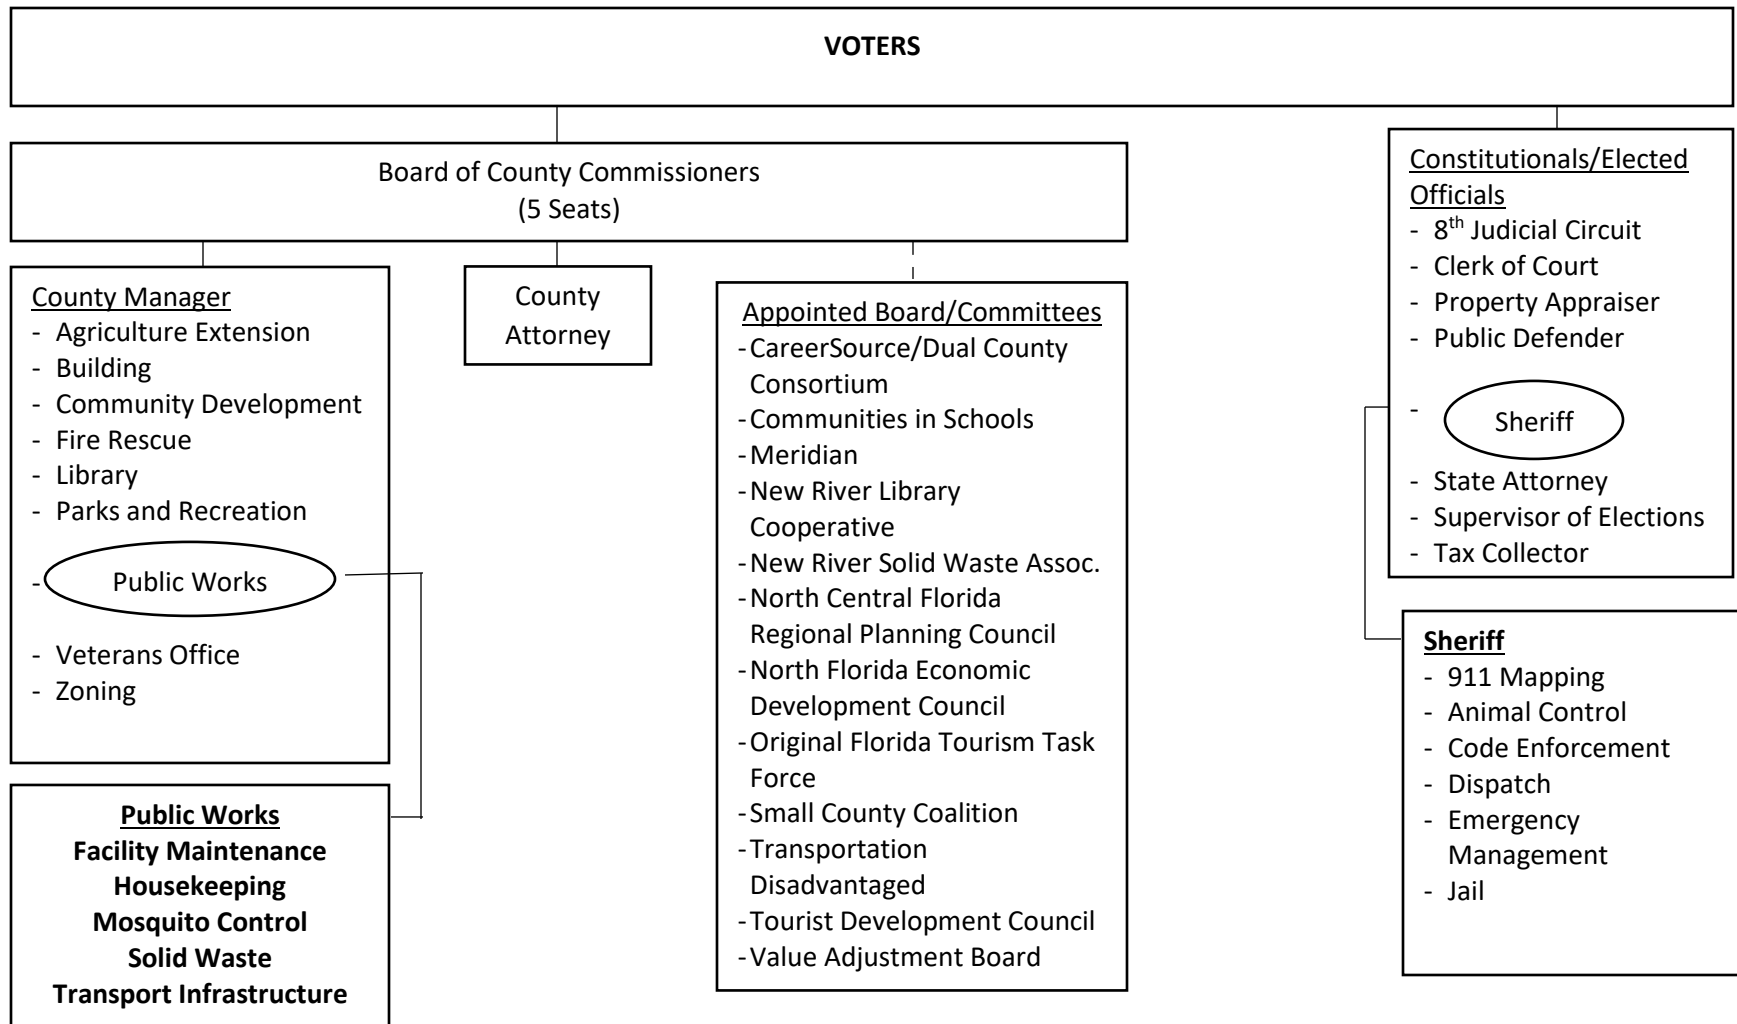 VOTERS
Board of County Commissioners
(5 Seats)
County Manager
- Agriculture Extension
- Building
- Community Development
- Fire Rescue
- Library
- Parks and Recreation
- Public Works
- Veterans Office
- Zoning
Public Works
Facility Maintenance
Housekeeping
Mosquito Control
Solid Waste
Transport Infrastructure
County
Attorney
Appointed Board/Committees
- CareerSource/Dual County
Consortium
- Communities in Schools
- Meridian
- New River Library
Cooperative
- New River Solid Waste Assoc.
- North Central Florida
Regional Planning Council
- North Florida Economic
Development Council
- Original Florida Tourism Task
Force
- Small County Coalition
- Transportation
Disadvantaged
- Tourist Development Council
- Value Adjustment Board
Constitutionals/Elected
Officials
- 8th Judicial Circuit
- Clerk of Court
- Property Appraiser
- Public Defender
- Sheriff
- State Attorney
- Supervisor of Elections
- Tax Collector
Sheriff
- 911 Mapping
- Animal Control
- Code Enforcement
- Dispatch
- Emergency
Management
- Jail